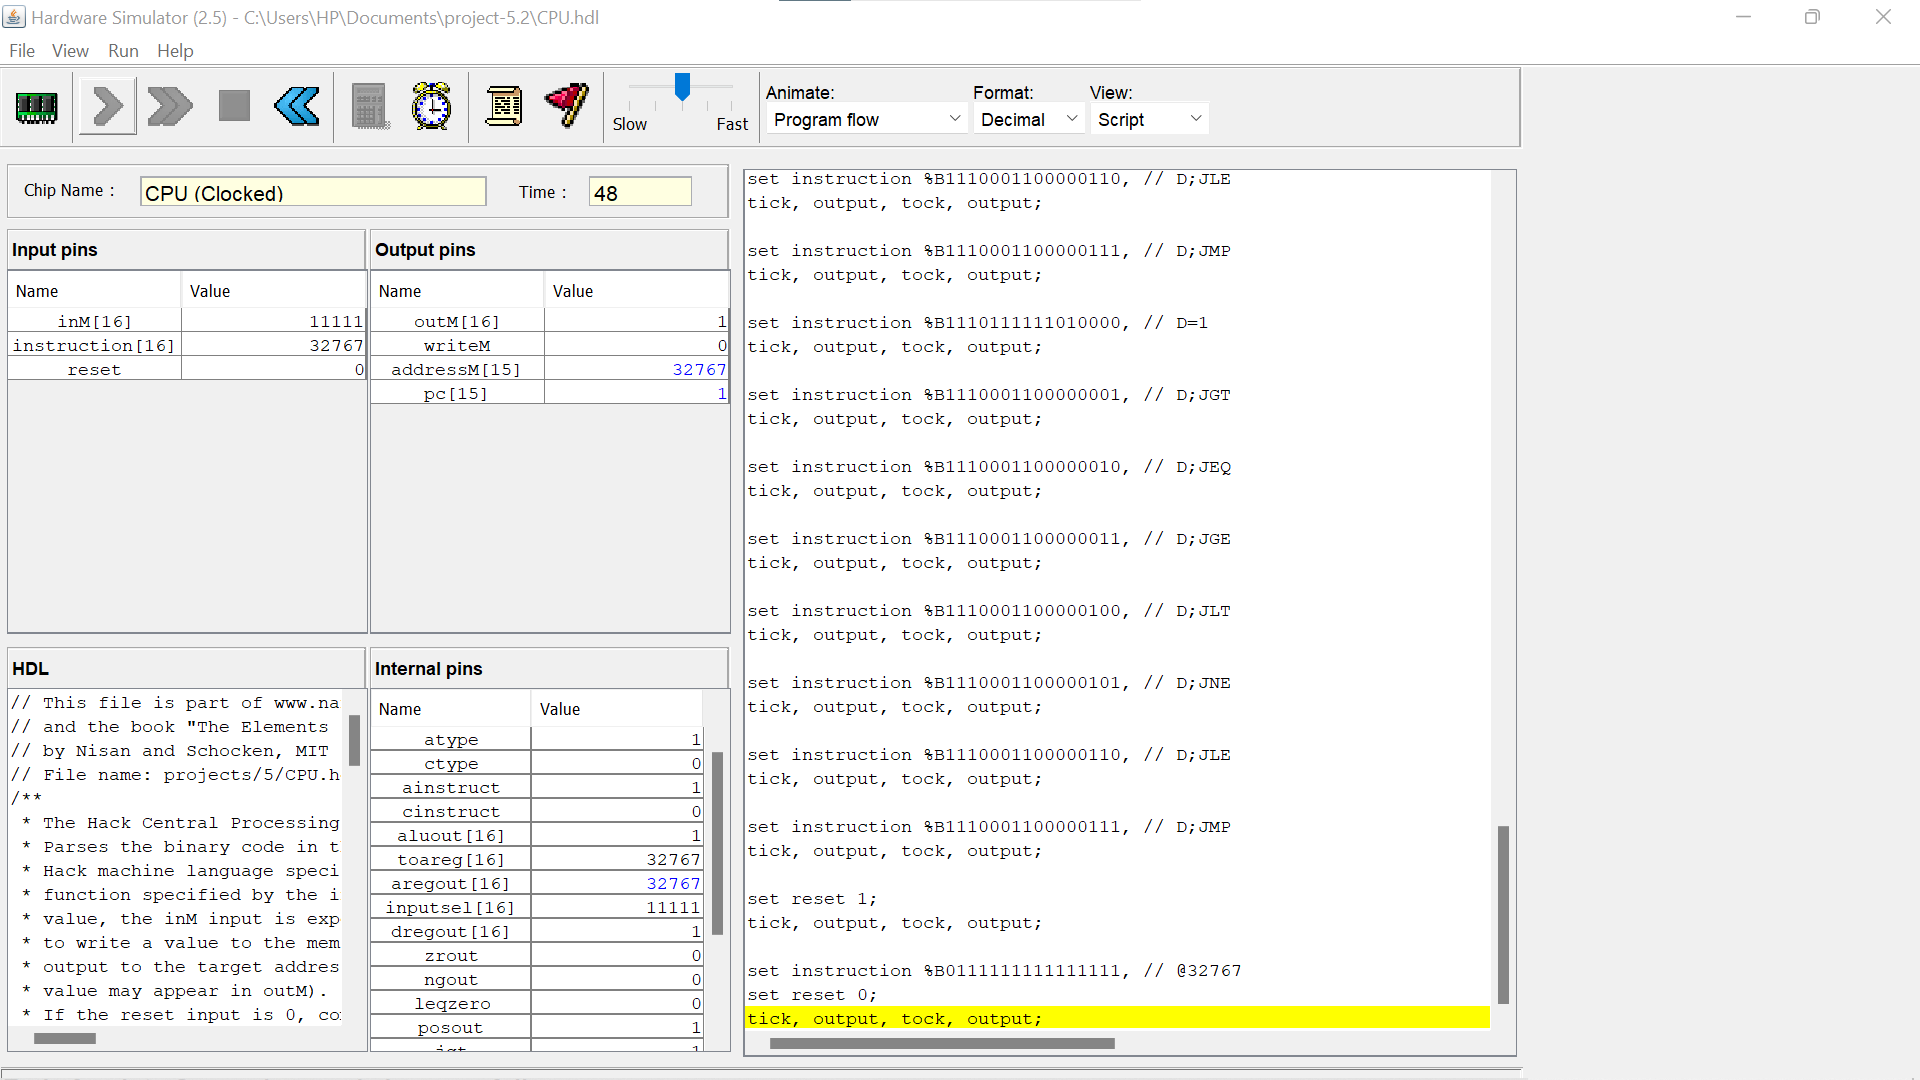 Hardware Simulator (2.5) - C:\Users\HP\Documents\project-5.2\CPU.hdl
File View Run Help
Slow Fast
Animate: Format: View:
Program flow Decimal Script
Chip Name : CPU (Clocked) Time : 48
Input pins
Name Value
inM[16] 11111
instruction[16] 32767
reset 0
Output pins
Name Value
outM[16] 1
writeM 0
addressM[15] 32767
pc[15] 1
HDL
// This file is part of www.na
// and the book "The Elements
// by Nisan and Schocken, MIT
// File name: projects/5/CPU.h
/**
* The Hack Central Processing
* Parses the binary code in t
* Hack machine language speci
* function specified by the i
* value, the inM input is exp
* to write a value to the mem
* output to the target addres
* value may appear in outM).
* If the reset input is 0, co
Internal pins
Name Value
atype 1
ctype 0
ainstruct 1
cinstruct 0
aluout[16] 1
toareg[16] 32767
aregout[16] 32767
inputsel[16] 11111
dregout[16] 1
zrout 0
ngout 0
leqzero 0
posout 1
set instruction %B1110001100000110, // D;JLE
tick, output, tock, output;
set instruction %B1110001100000111, // D;JMP
tick, output, tock, output;
set instruction %B1110111111010000, // D=1
tick, output, tock, output;
set instruction %B1110001100000001, // D;JGT
tick, output, tock, output;
set instruction %B1110001100000010, // D;JEQ
tick, output, tock, output;
set instruction %B1110001100000011, // D;JGE
tick, output, tock, output;
set instruction %B1110001100000100, // D;JLT
tick, output, tock, output;
set instruction %B1110001100000101, // D;JNE
tick, output, tock, output;
set instruction %B1110001100000110, // D;JLE
tick, output, tock, output;
set instruction %B1110001100000111, // D;JMP
tick, output, tock, output;
set reset 1;
tick, output, tock, output;
set instruction %B0111111111111111, // @32767
set reset 0;
tick, output, tock, output;